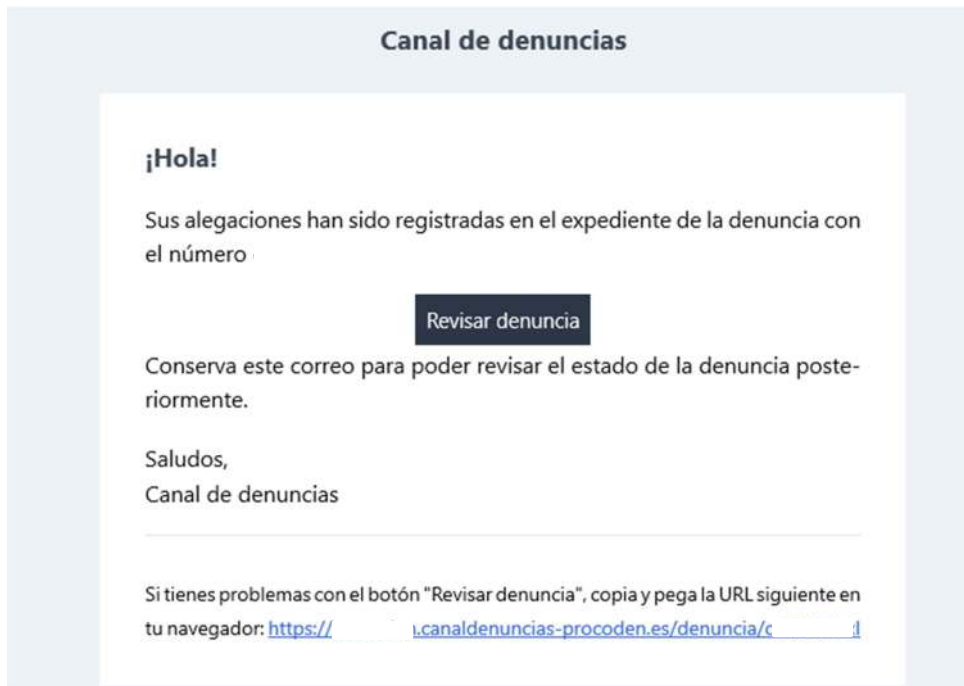 Canal de denuncias
¡Hola!
Sus alegaciones han sido registradas en el expediente de la denuncia con
el número
Revisar denuncia
Conserva este correo para poder revisar el estado de la denuncia poste-
riormente.
Saludos,
Canal de denuncias
Si tienes problemas con el botón "Revisar denuncia", copia y pega la URL siguiente en
tu navegador: https:// .canaldenuncias-procoden.es/denuncia/